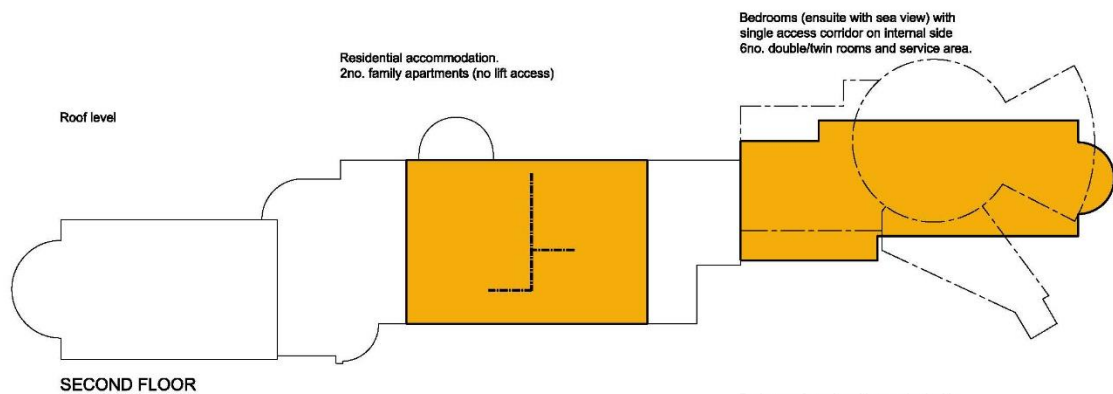 Bedrooms (ensuite with sea view) with
single access corridor on internal side
6no. double/twin rooms and service area.
Residential accommodation.
2no. family apartments (no lift access)
Roof level
SECOND FLOOR